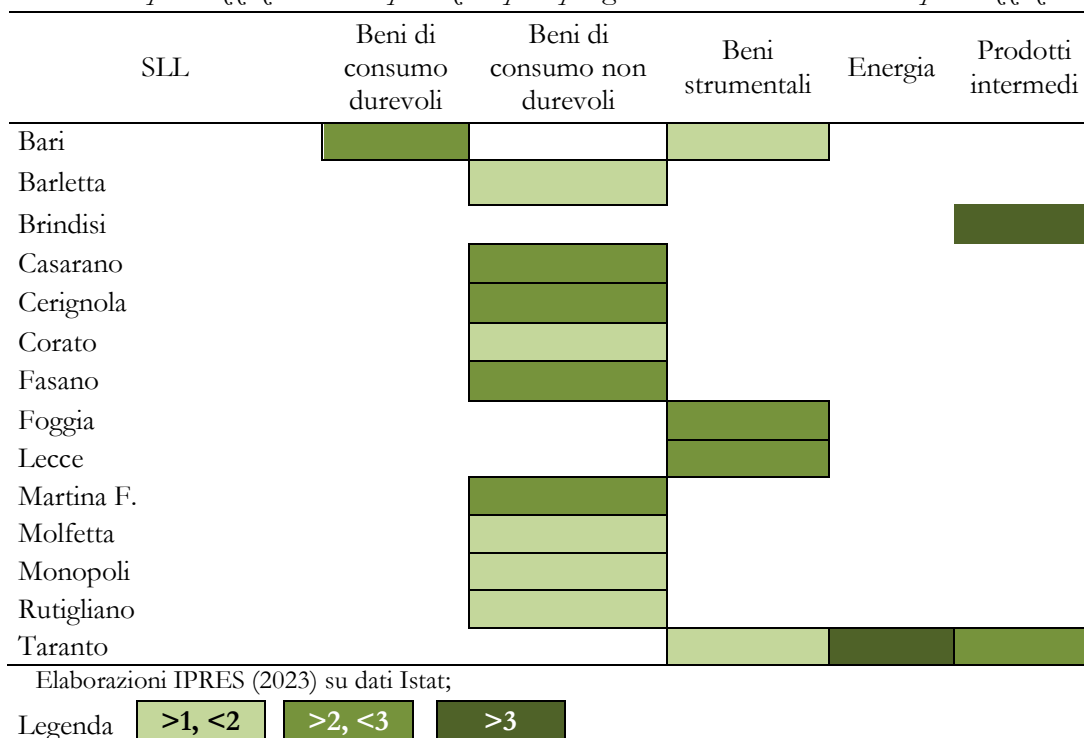 SLL
Beni di
consumo
durevoli
Beni di
consumo non
durevoli
Beni
strumentali
Energia
Prodotti
intermedi
Bari
Barletta
Brindisi
Casarano
Cerignola
Corato
Fasano
Foggia
Lecce
Martina F.
Molfetta
Monopoli
Rutigliano
Taranto
Elaborazioni IPRES (2023) su dati Istat;
Legenda >1, <2 >2, <3 >3